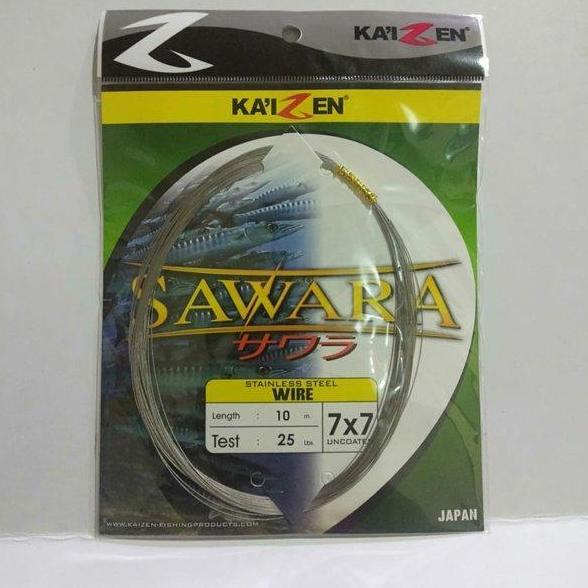 KA'IZEN®
KA'IZEN®
SAWARA
サワラ
STAINLESS STEEL
WIRE
Length : 10 m.
Test : 25 Lbs.
7x7
UNCOATED
WWW.KAIZEN-FISHINGPRODUCTS.COM
JAPAN